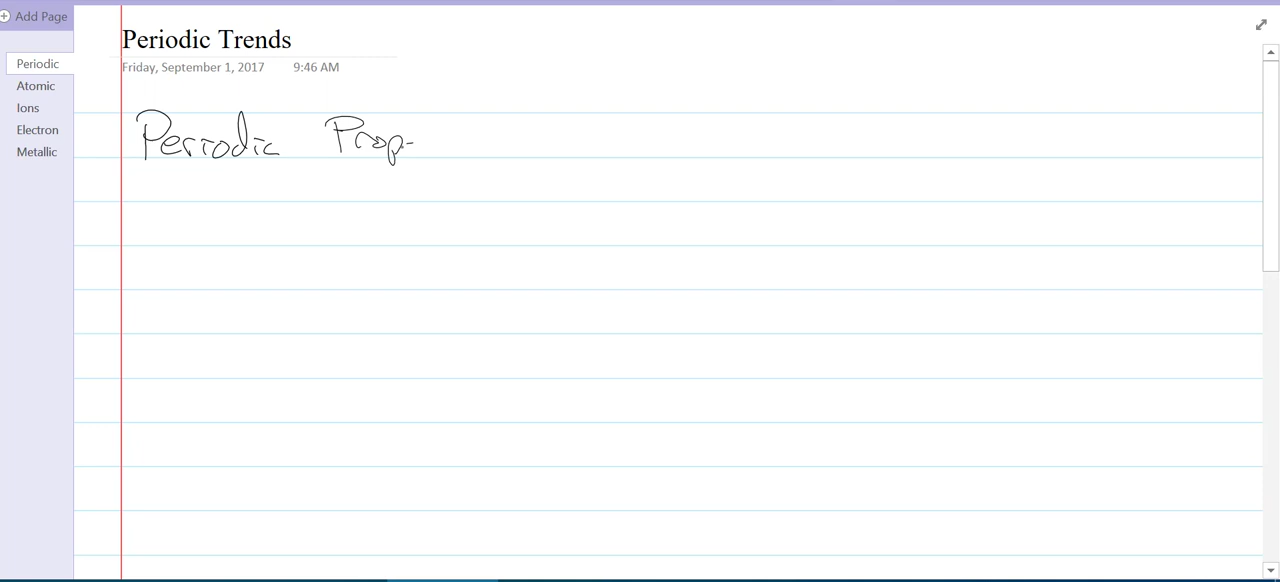 Add Page
Periodic
Atomic
Ions
Electron
Metallic
Periodic Trends
Friday, September 1, 2017 9:46 AM
Periodic Prop